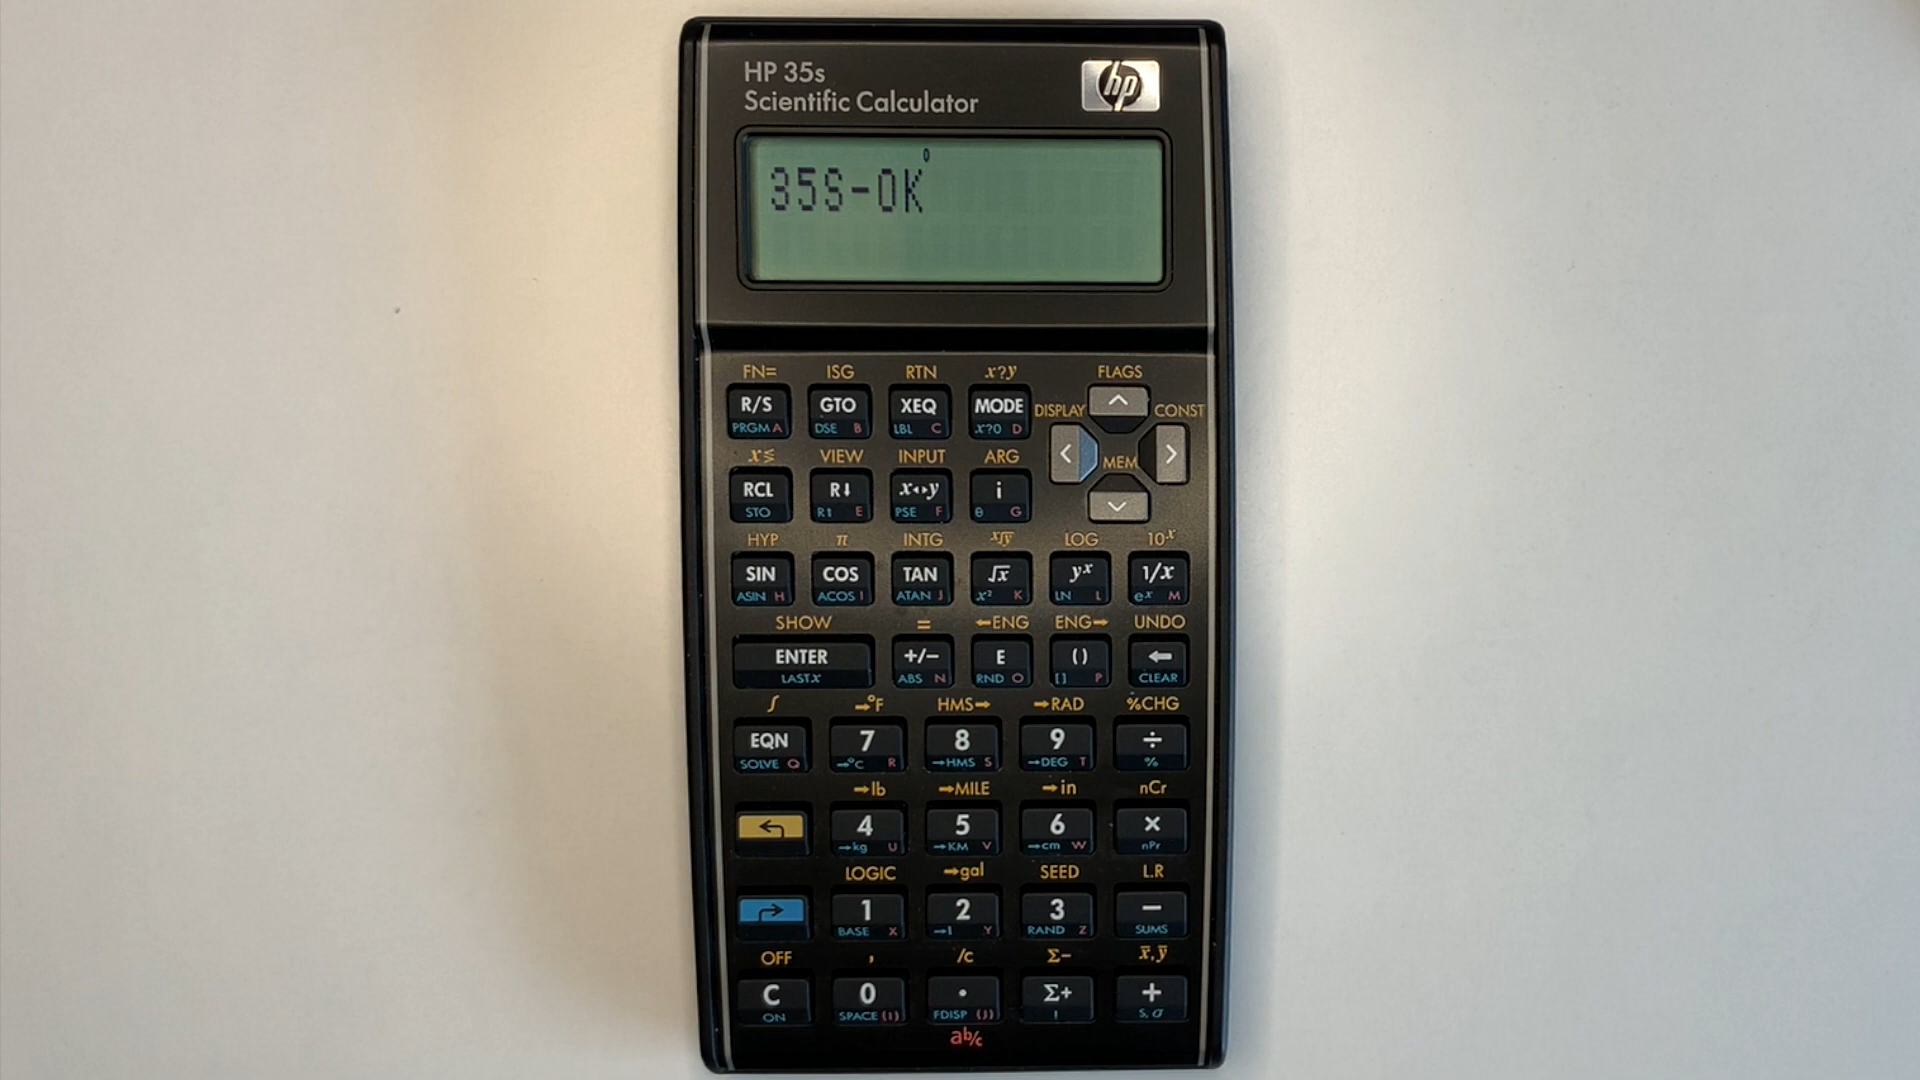 HP 35s
Scientific Calculator
hp
0
35S-OK
FN= ISG RTN x?y FLAGS
R/S GTO XEQ MODE
PRGM A DSE B LBL C x?0 D
DISPLAY CONST
x≶ VIEW INPUT ARG MEM
RCL R↓ x↔y i
STO R↑ E PSE F θ G
HYP π INTG x√y LOG 10^x
SIN COS TAN √x y^x 1/x
ASIN H ACOS I ATAN J x² K LN L e^x M
SHOW = ←ENG ENG→ UNDO
ENTER +/− E () ←
LASTx ABS N RND O [] P CLEAR
∫ →°F HMS→ →RAD %CHG
EQN 7 8 9 ÷
SOLVE Q →°C R →HMS S →DEG T %
→lb →MILE →in nCr
4 5 6 ×
→kg U →KM V →cm W nPr
LOGIC →gal SEED L.R
1 2 3 −
BASE X →l Y RAND Z SUMS
OFF , /c Σ− x̅,y̅
C 0 · Σ+ +
ON SPACE (I) FDISP (J) ! s,σ
ab/c